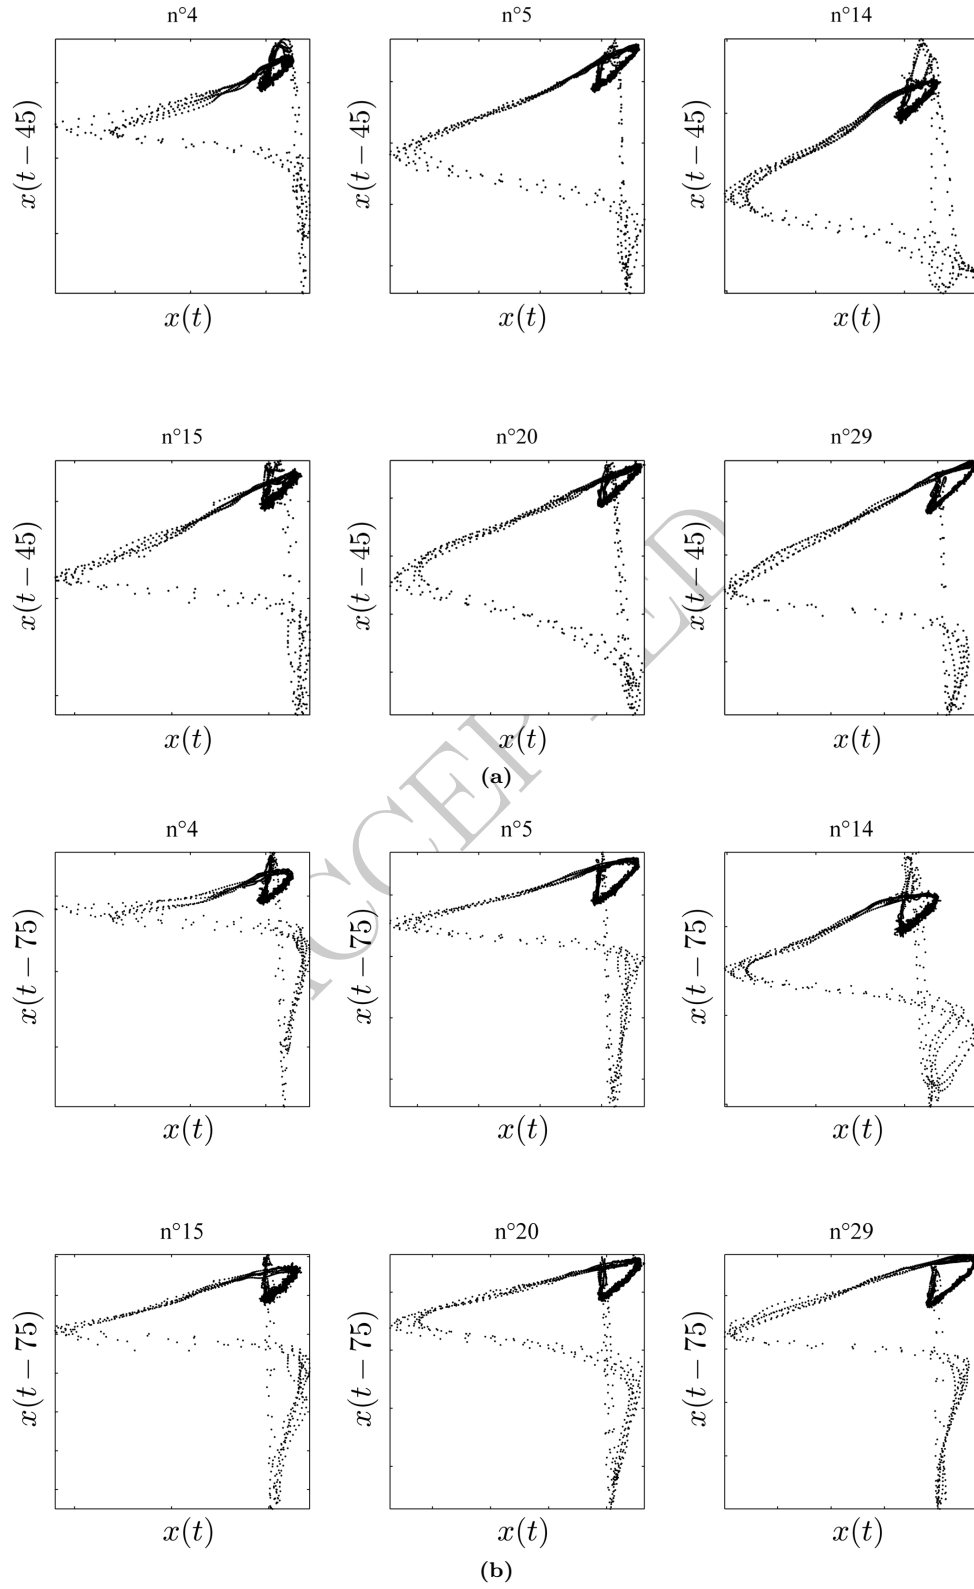 n°4 n°5 n°14
x(t − 45) x(t − 45) x(t − 45)
x(t) x(t) x(t)
n°15 n°20 n°29
x(t − 45) x(t − 45) x(t − 45)
x(t) x(t) x(t)
(a)
n°4 n°5 n°14
x(t − 75) x(t − 75) x(t − 75)
x(t) x(t) x(t)
n°15 n°20 n°29
x(t − 75) x(t − 75) x(t − 75)
x(t) x(t) x(t)
(b)